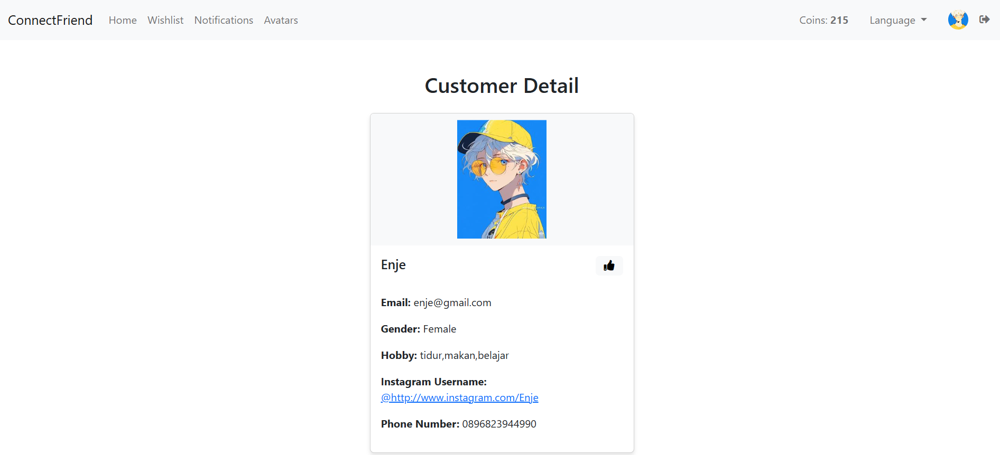 ConnectFriend Home Wishlist Notifications Avatars Coins: 215 Language
Customer Detail
Enje
Email: enje@gmail.com
Gender: Female
Hobby: tidur,makan,belajar
Instagram Username:
@http://www.instagram.com/Enje
Phone Number: 0896823944990